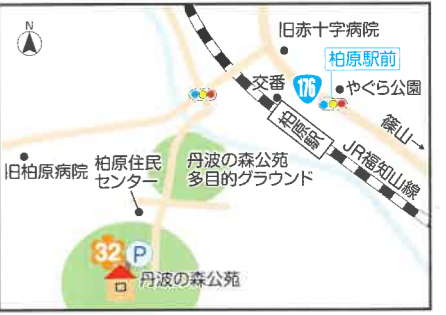 N
旧赤十字病院
柏原駅前
176
やぐら公園
交番
柏原駅
篠山
JR福知山線
旧柏原病院
柏原住民
センター
丹波の森公苑
多目的グラウンド
32
P
丹波の森公苑